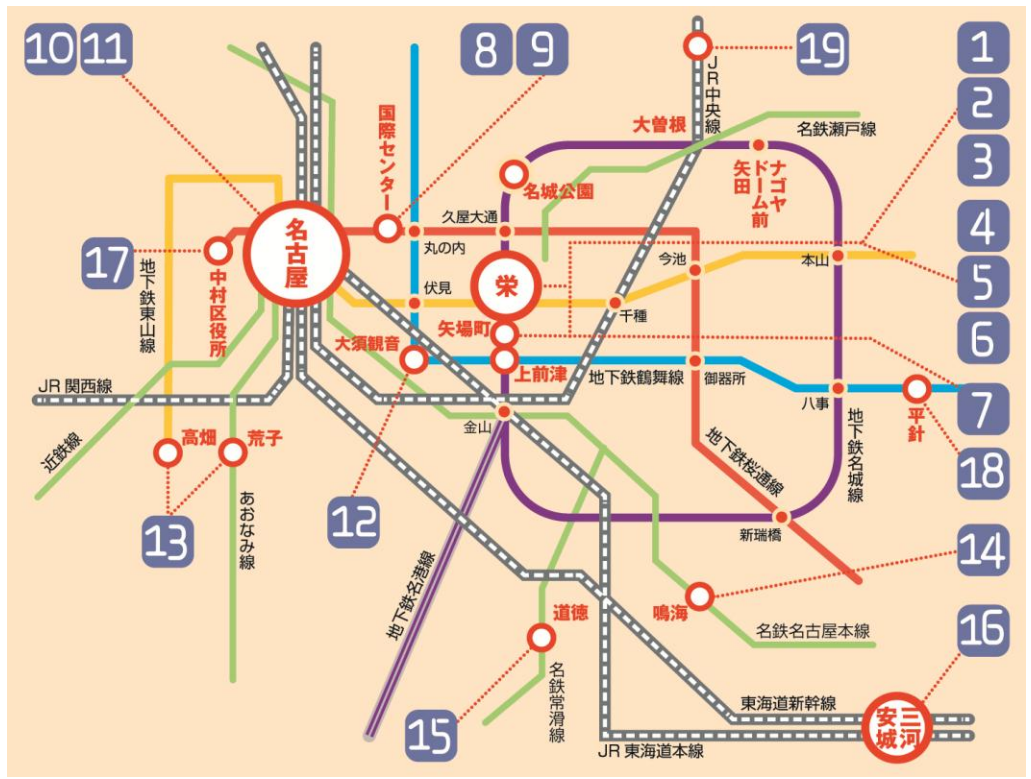 10
11
8
9
19
1
2
3
4
5
6
7
18
14
16
17
13
12
15
JR中央線
大曽根
名鉄瀬戸線
国際センター
名城公園
ナゴヤ
ドーム前
矢田
名古屋
久屋大通
丸の内
中村区役所
地下鉄東山線
栄
今池
本山
伏見
千種
矢場町
大須観音
上前津
地下鉄鶴舞線
御器所
八事
平針
JR関西線
金山
地下鉄名城線
近鉄線
高畑
荒子
地下鉄桜通線
あおなみ線
新瑞橋
地下鉄名港線
道徳
鳴海
名鉄名古屋本線
名鉄常滑線
東海道新幹線
三河
安城
JR東海道本線